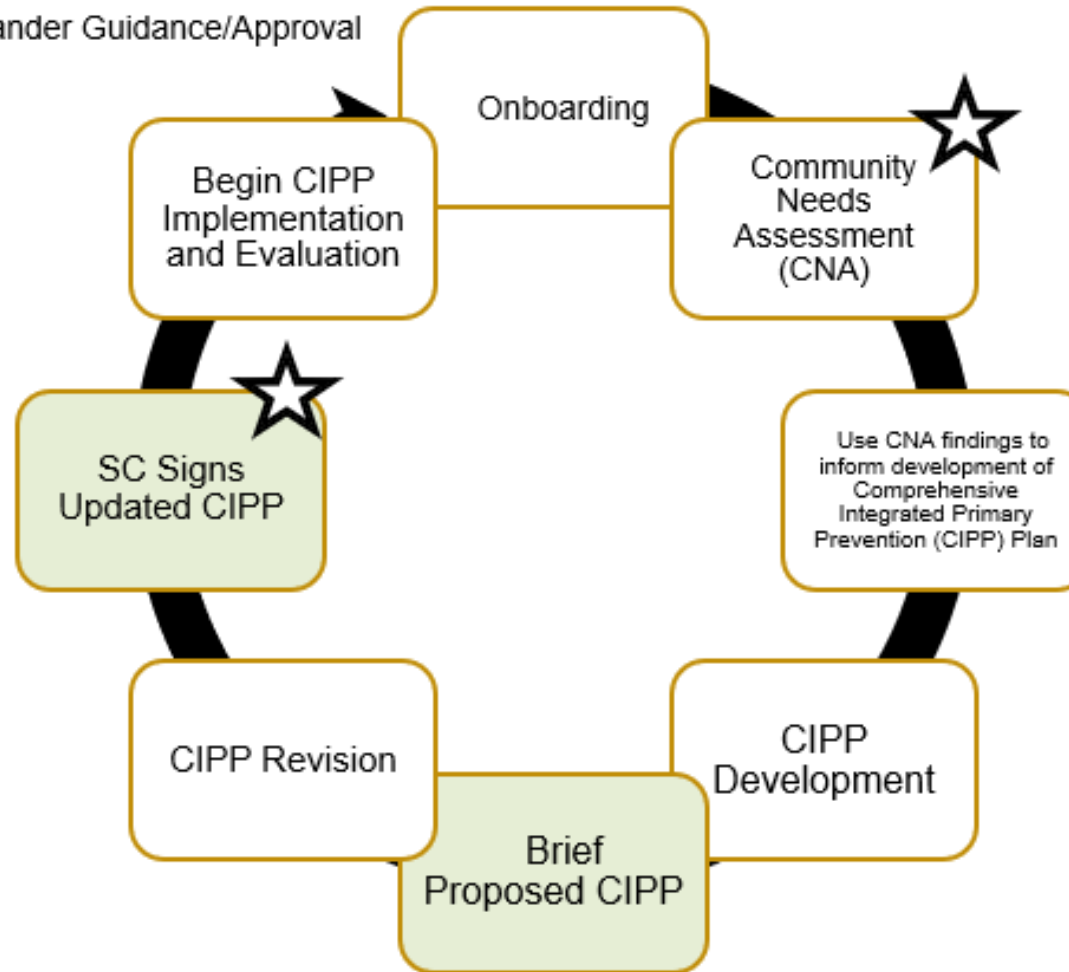 ander Guidance/Approval
Onboarding
Community
Needs
Assessment
(CNA)
Use CNA findings to
inform development of
Comprehensive
Integrated Primary
Prevention (CIPP) Plan
CIPP
Development
Brief
Proposed CIPP
CIPP Revision
SC Signs
Updated CIPP
Begin CIPP
Implementation
and Evaluation